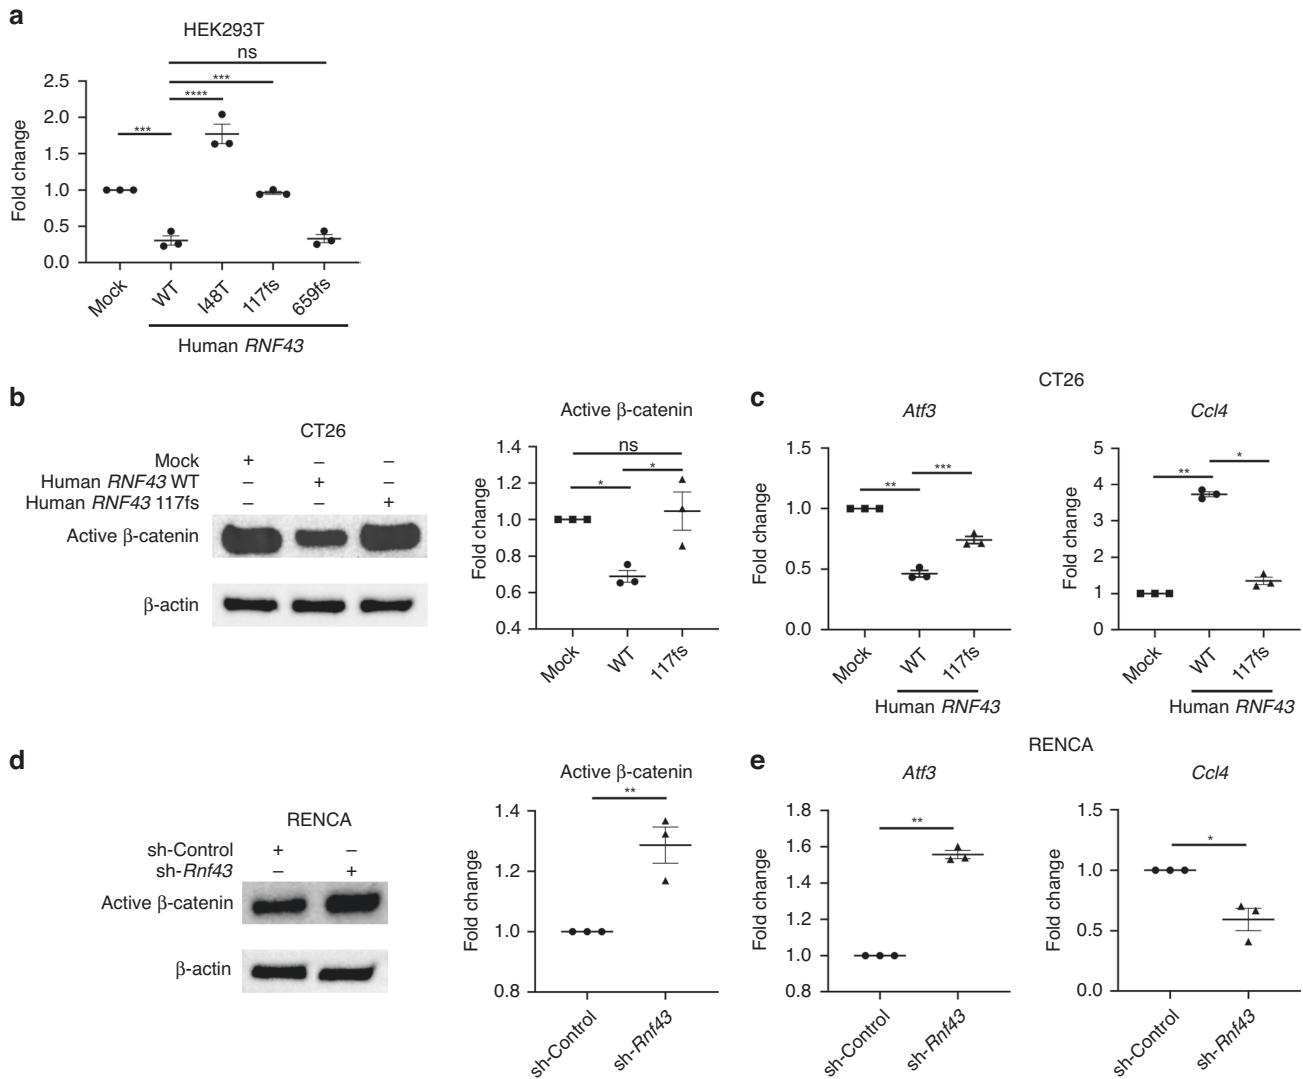 a
HEK293T
ns
***
****
***
2.5
2.0
1.5
1.0
0.5
0.0
Fold change
Mock
WT
I48T
117fs
659fs
Human RNF43
b
CT26
Mock + – –
Human RNF43 WT – + –
Human RNF43 117fs – – +
Active β-catenin
β-actin
Active β-catenin
ns
*
*
1.4
1.2
1.0
0.8
0.6
0.4
Fold change
Mock
WT
117fs
c
CT26
Atf3
***
**
1.5
1.0
0.5
0.0
Fold change
Mock
WT
117fs
Human RNF43
Ccl4
*
**
5
4
3
2
1
0
Fold change
Mock
WT
117fs
Human RNF43
d
RENCA
sh-Control + –
sh-Rnf43 – +
Active β-catenin
β-actin
Active β-catenin
**
1.4
1.2
1.0
0.8
Fold change
sh-Control
sh-Rnf43
e
RENCA
Atf3
**
1.8
1.6
1.4
1.2
1.0
0.8
Fold change
sh-Control
sh-Rnf43
Ccl4
*
1.5
1.0
0.5
0.0
Fold change
sh-Control
sh-Rnf43